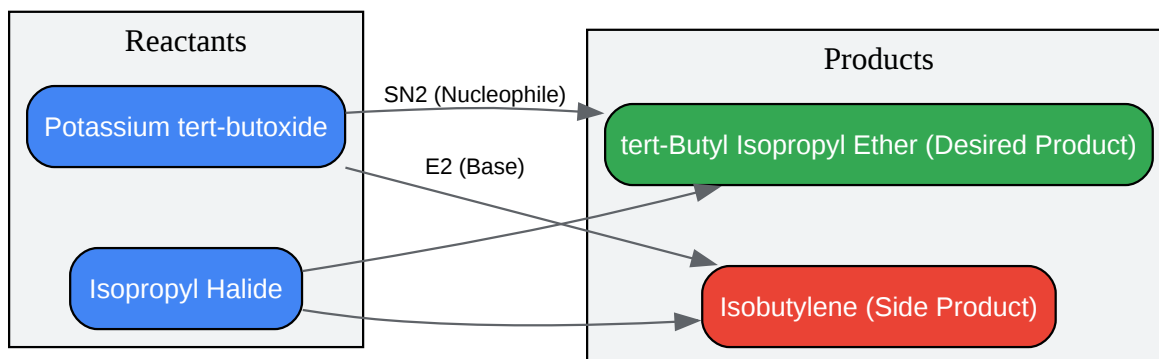 Reactants
Products
Potassium tert-butoxide
SN2 (Nucleophile)
tert-Butyl Isopropyl Ether (Desired Product)
E2 (Base)
Isopropyl Halide
Isobutylene (Side Product)